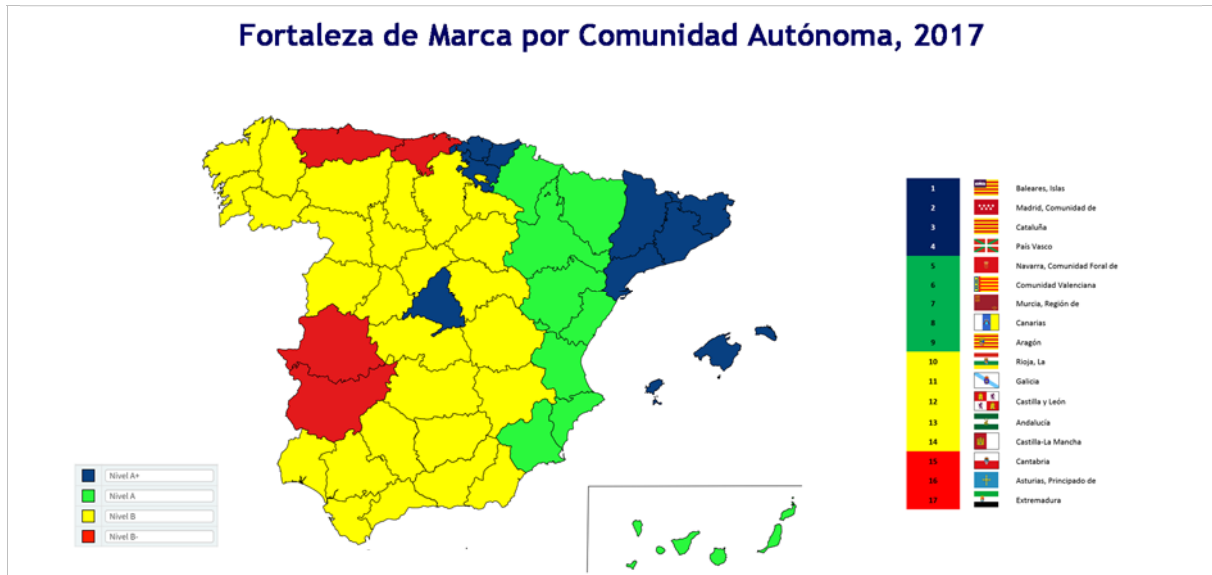 Fortaleza de Marca por Comunidad Autónoma, 2017
1 Baleares, Islas
2 Madrid, Comunidad de
3 Cataluña
4 País Vasco
5 Navarra, Comunidad Foral de
6 Comunidad Valenciana
7 Murcia, Región de
8 Canarias
9 Aragón
10 Rioja, La
11 Galicia
12 Castilla y León
13 Andalucía
14 Castilla-La Mancha
15 Cantabria
16 Asturias, Principado de
17 Extremadura
Nivel A+
Nivel A
Nivel B
Nivel B-